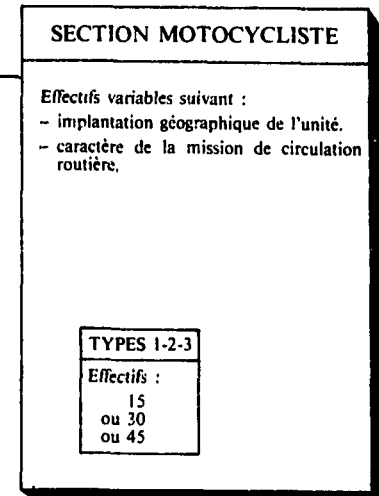 SECTION MOTOCYCLISTE
Effectifs variables suivant :
– implantation géographique de l'unité.
– caractère de la mission de circulation
routière.
TYPES 1-2-3
Effectifs :
15
ou 30
ou 45